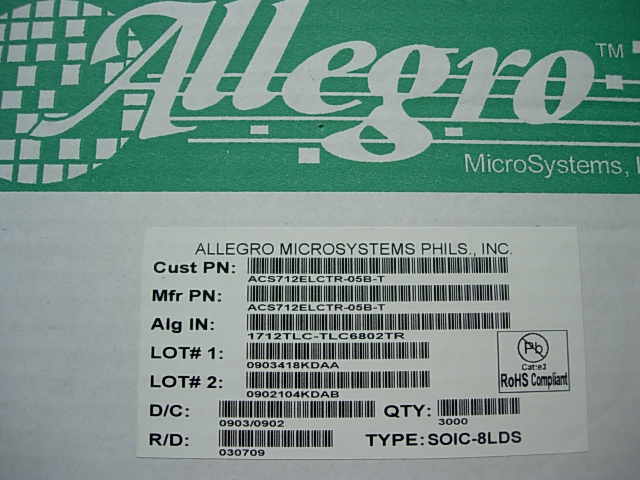 Allegro™
MicroSystems,
ALLEGRO MICROSYSTEMS PHILS., INC.
Cust PN:
ACS712ELCTR-05B-T
Mfr PN:
ACS712ELCTR-05B-T
Alg IN:
1712TLC-TLC6802TR
LOT# 1:
0903418KDAA
LOT# 2:
0902104KDAB
Pb
Cat:e3
RoHS Compliant
D/C:
0903/0902
QTY:
3000
R/D:
030709
TYPE: SOIC-8LDS